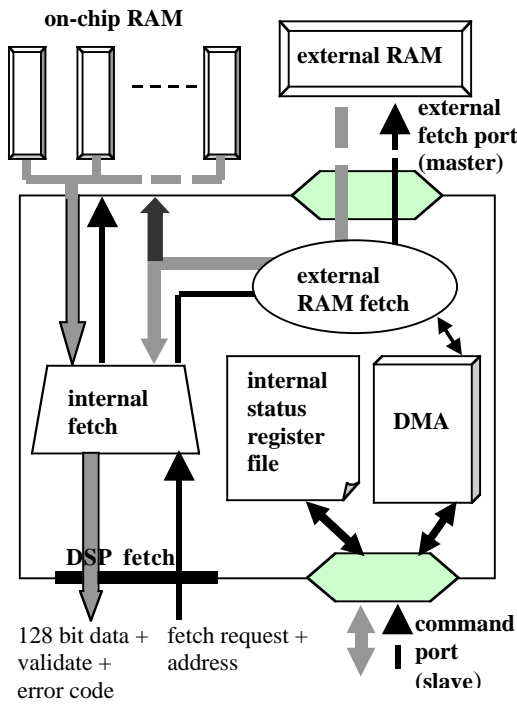 on-chip RAM
external RAM
external
fetch port
(master)
external
RAM fetch
internal
fetch
internal
status
register
file
DMA
DSP fetch
128 bit data +
validate +
error code
fetch request +
address
command
port
(slave)